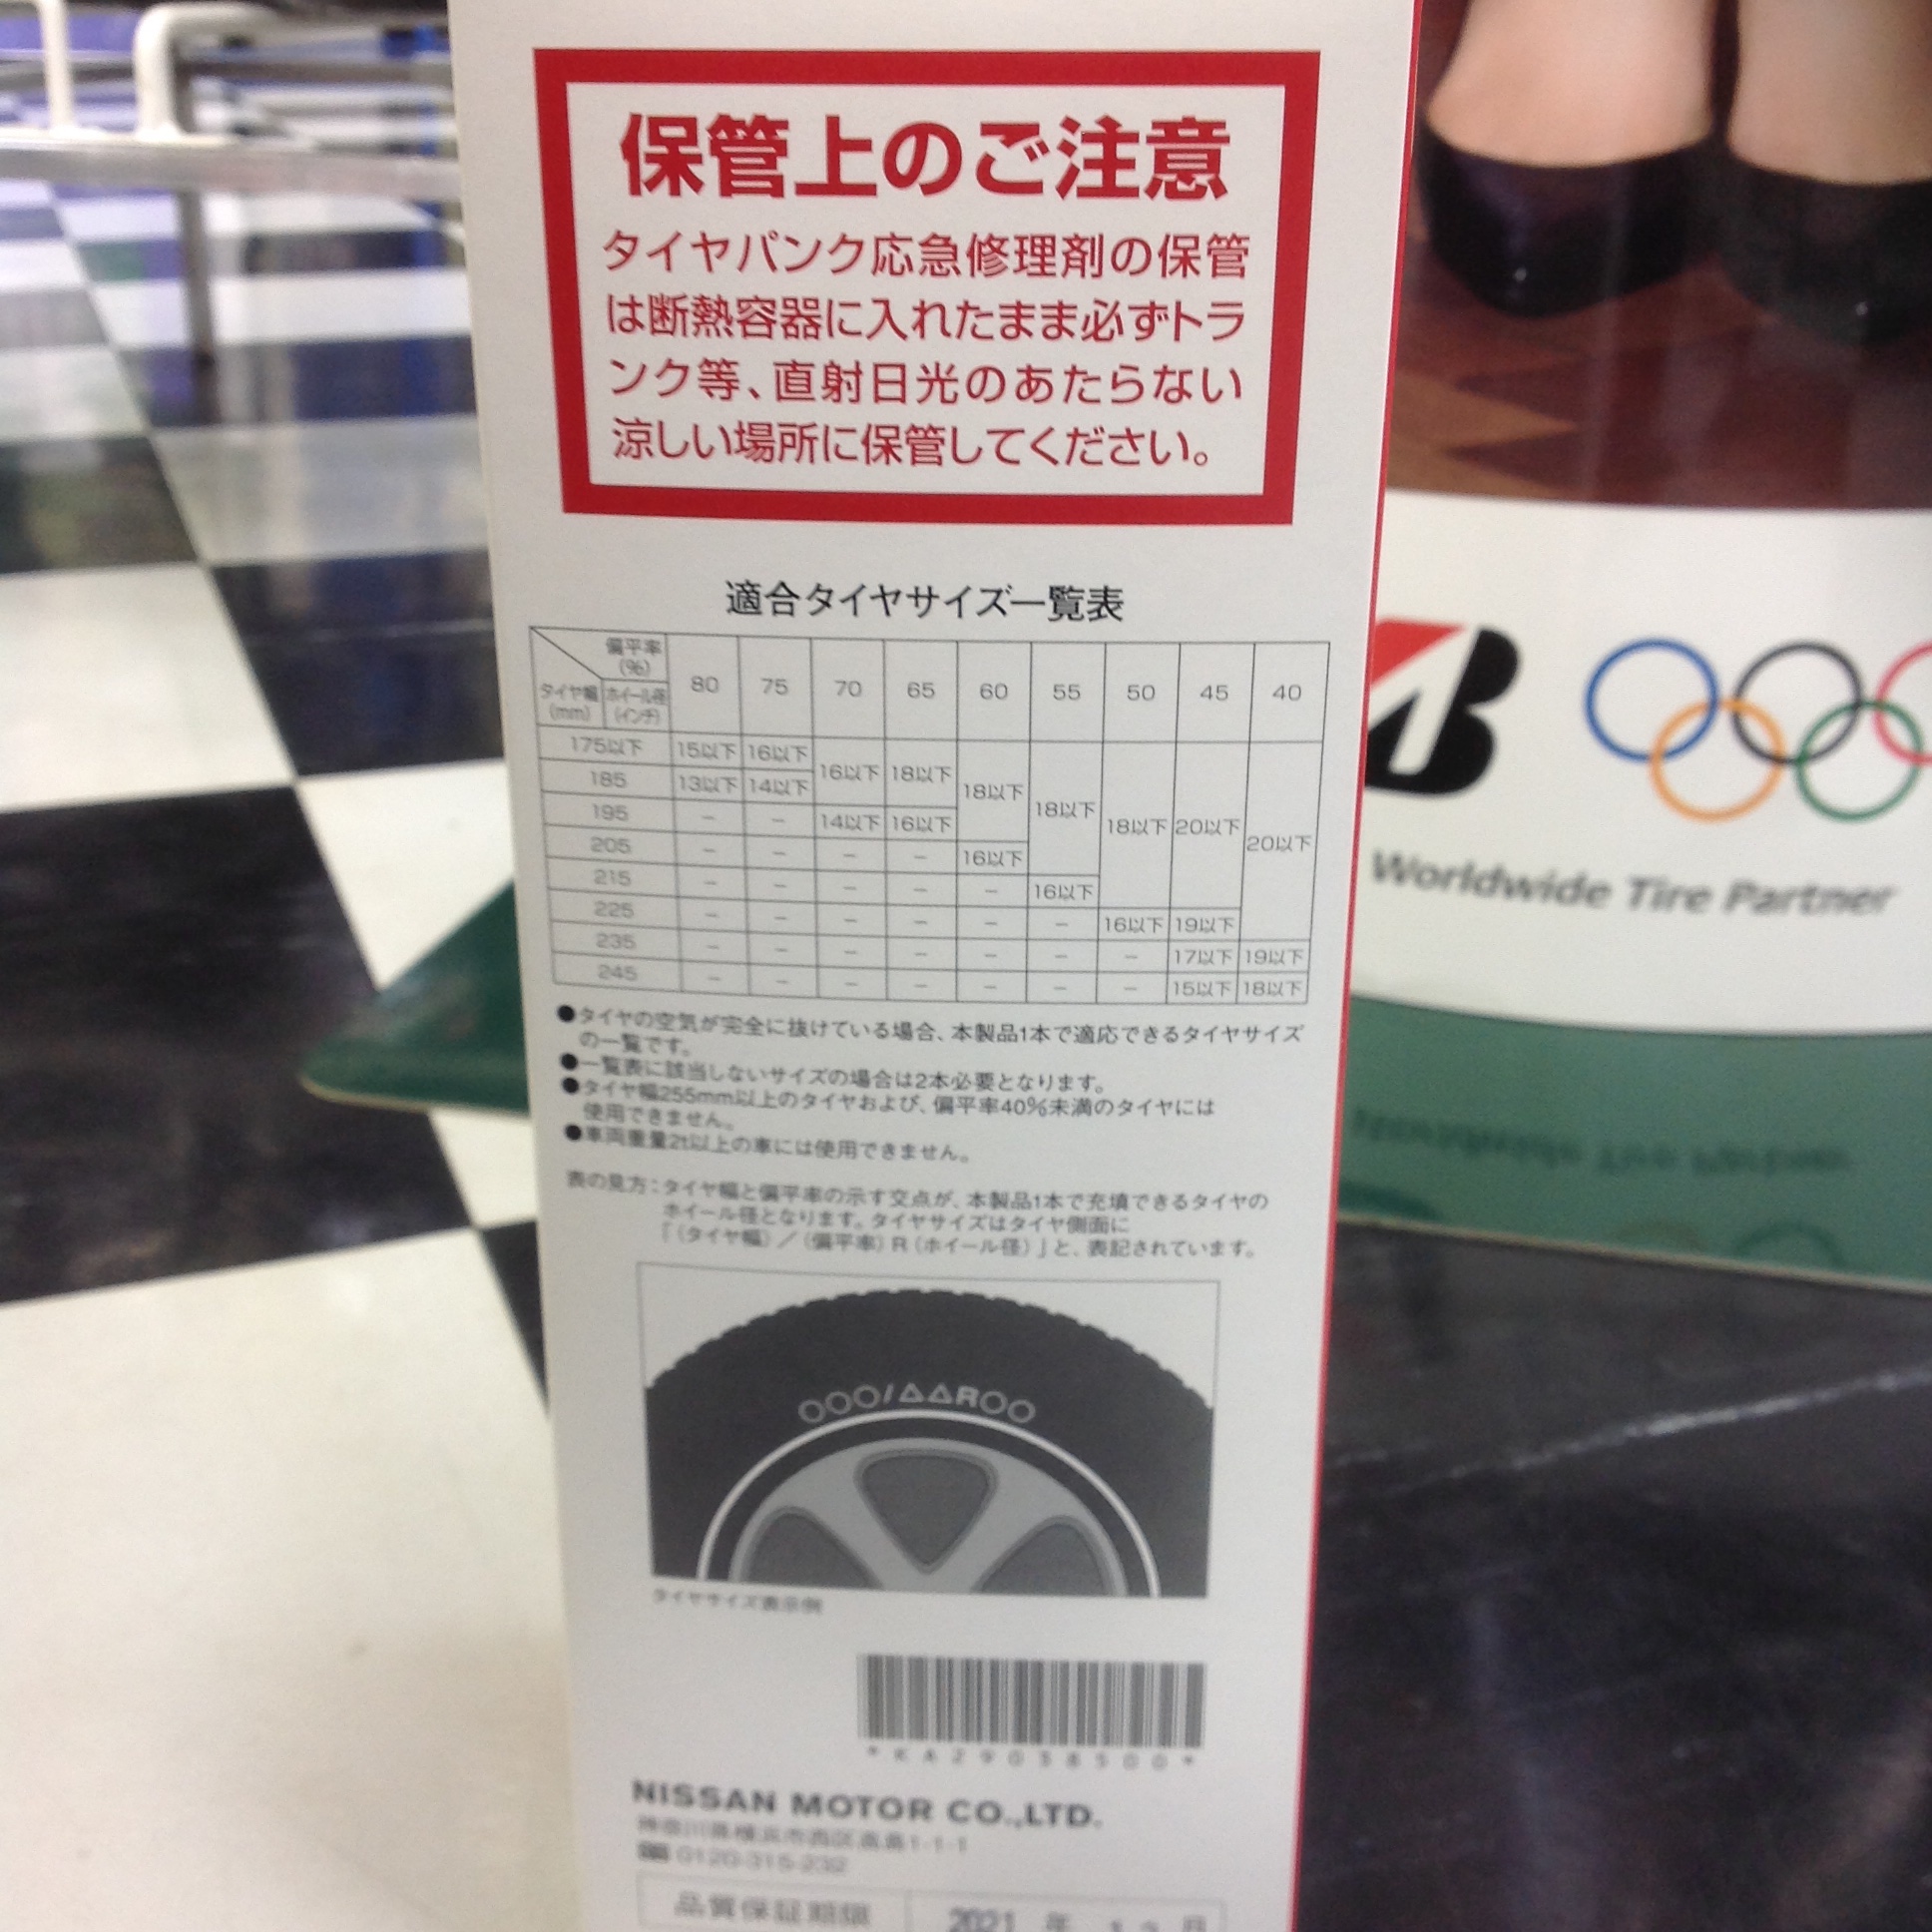 保管上のご注意
タイヤパンク応急修理剤の保管
は断熱容器に入れたまま必ずトラ
ンク等、直射日光のあたらない
涼しい場所に保管してください。
適合タイヤサイズ一覧表
偏平率
(%)
タイヤ幅
(mm)
ホイール径
(インチ)
80 75 70 65 60 55 50 45 40
175以下 15以下 16以下 16以下 18以下 18以下 18以下 18以下 20以下 20以下
185 13以下 14以下
195 − − 14以下 16以下
205 − − − − 16以下
215 − − − − − 16以下
225 − − − − − − 16以下 19以下
235 − − − − − − − 17以下 19以下
245 − − − − − − − 15以下 18以下
●タイヤの空気が完全に抜けている場合、本製品1本で適応できるタイヤサイズ
の一覧です。
●一覧表に該当しないサイズの場合は2本必要となります。
●タイヤ幅255mm以上のタイヤおよび、偏平率40%未満のタイヤには
使用できません。
●車両重量2t以上の車には使用できません。
表の見方:タイヤ幅と偏平率の示す交点が、本製品1本で充填できるタイヤの
ホイール径となります。タイヤサイズはタイヤ側面に
「(タイヤ幅)/(偏平率)R(ホイール径)」と、表記されています。
○○○/△△R○○
タイヤサイズ表示例
NISSAN MOTOR CO.,LTD.
神奈川県横浜市西区高島1-1-1
0120-315-232
品質保証期限 2021 年 月
B
Worldwide Tire Partner